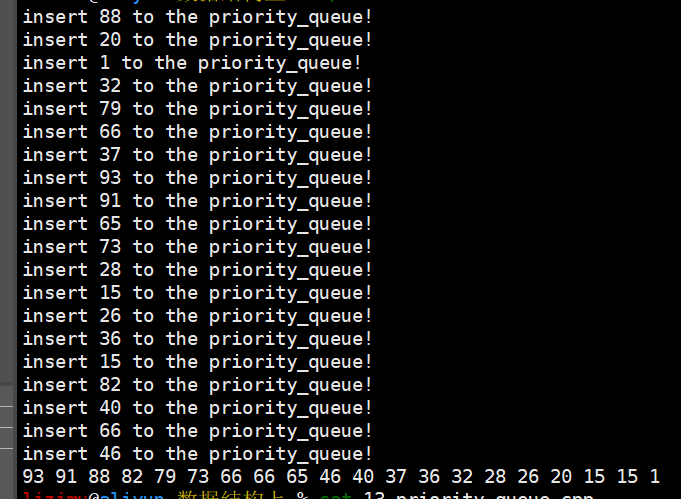 insert 88 to the priority_queue!
insert 20 to the priority_queue!
insert 1 to the priority_queue!
insert 32 to the priority_queue!
insert 79 to the priority_queue!
insert 66 to the priority_queue!
insert 37 to the priority_queue!
insert 93 to the priority_queue!
insert 91 to the priority_queue!
insert 65 to the priority_queue!
insert 73 to the priority_queue!
insert 28 to the priority_queue!
insert 15 to the priority_queue!
insert 26 to the priority_queue!
insert 36 to the priority_queue!
insert 15 to the priority_queue!
insert 82 to the priority_queue!
insert 40 to the priority_queue!
insert 66 to the priority_queue!
insert 46 to the priority_queue!
93 91 88 82 79 73 66 66 65 46 40 37 36 32 28 26 20 15 15 1